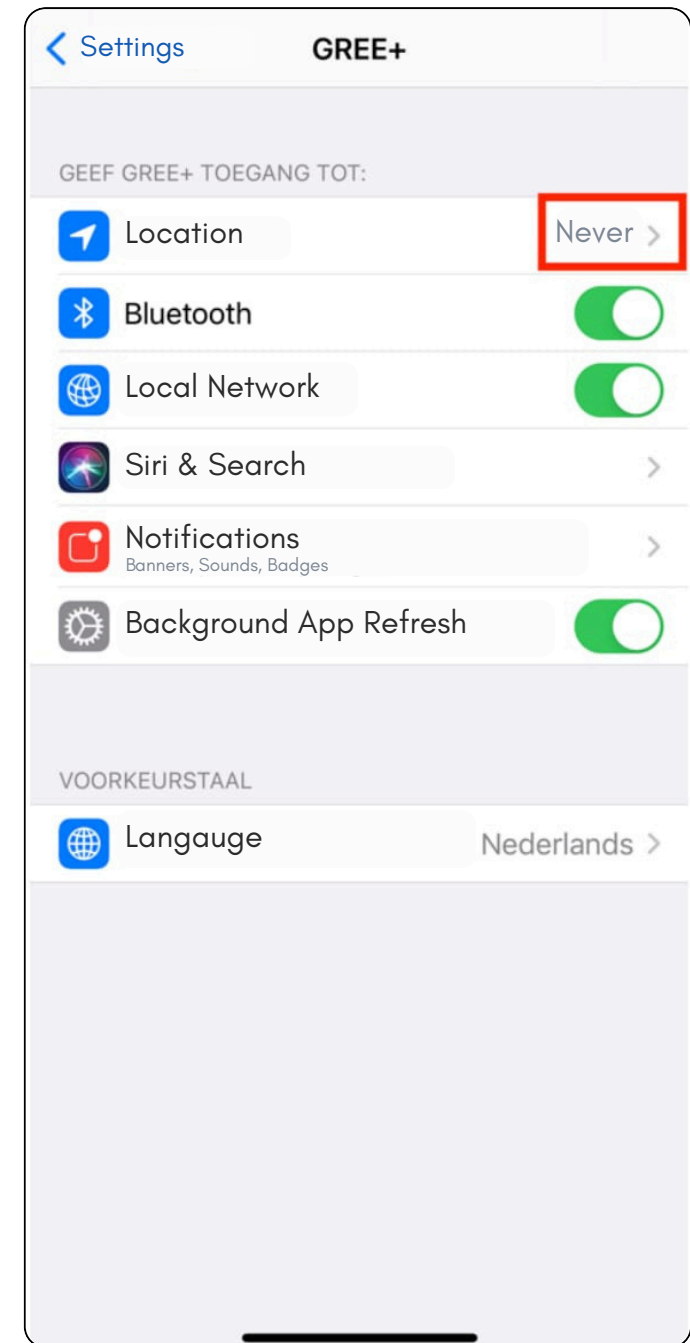 Settings
GREE+
GEEF GREE+ TOEGANG TOT:
Location Never
Bluetooth
Local Network
Siri & Search
Notifications
Banners, Sounds, Badges
Background App Refresh
VOORKEURSTAAL
Langauge Nederlands